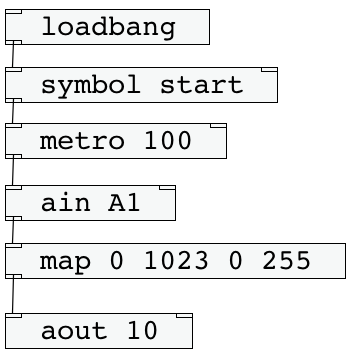 loadbang
symbol start
metro 100
ain A1
map 0 1023 0 255
aout 10